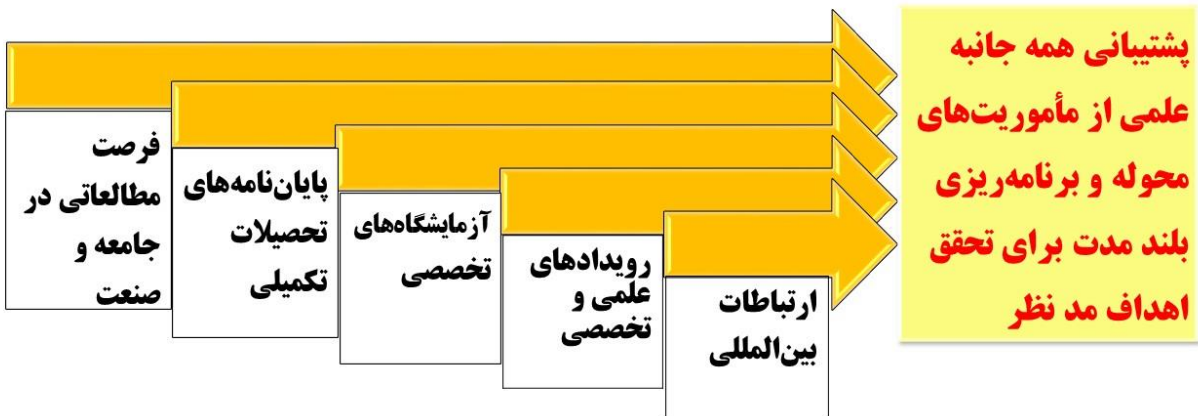 پشتیبانی همه جانبه
علمی از مأموریت‌های
محوله و برنامه‌ریزی
بلند مدت برای تحقق
اهداف مد نظر
فرصت
مطالعاتی در
جامعه و
صنعت
پایان‌نامه‌های
تحصیلات
تکمیلی
آزمایشگاه‌های
تخصصی
رویدادهای
علمی و
تخصصی
ارتباطات
بین‌المللی